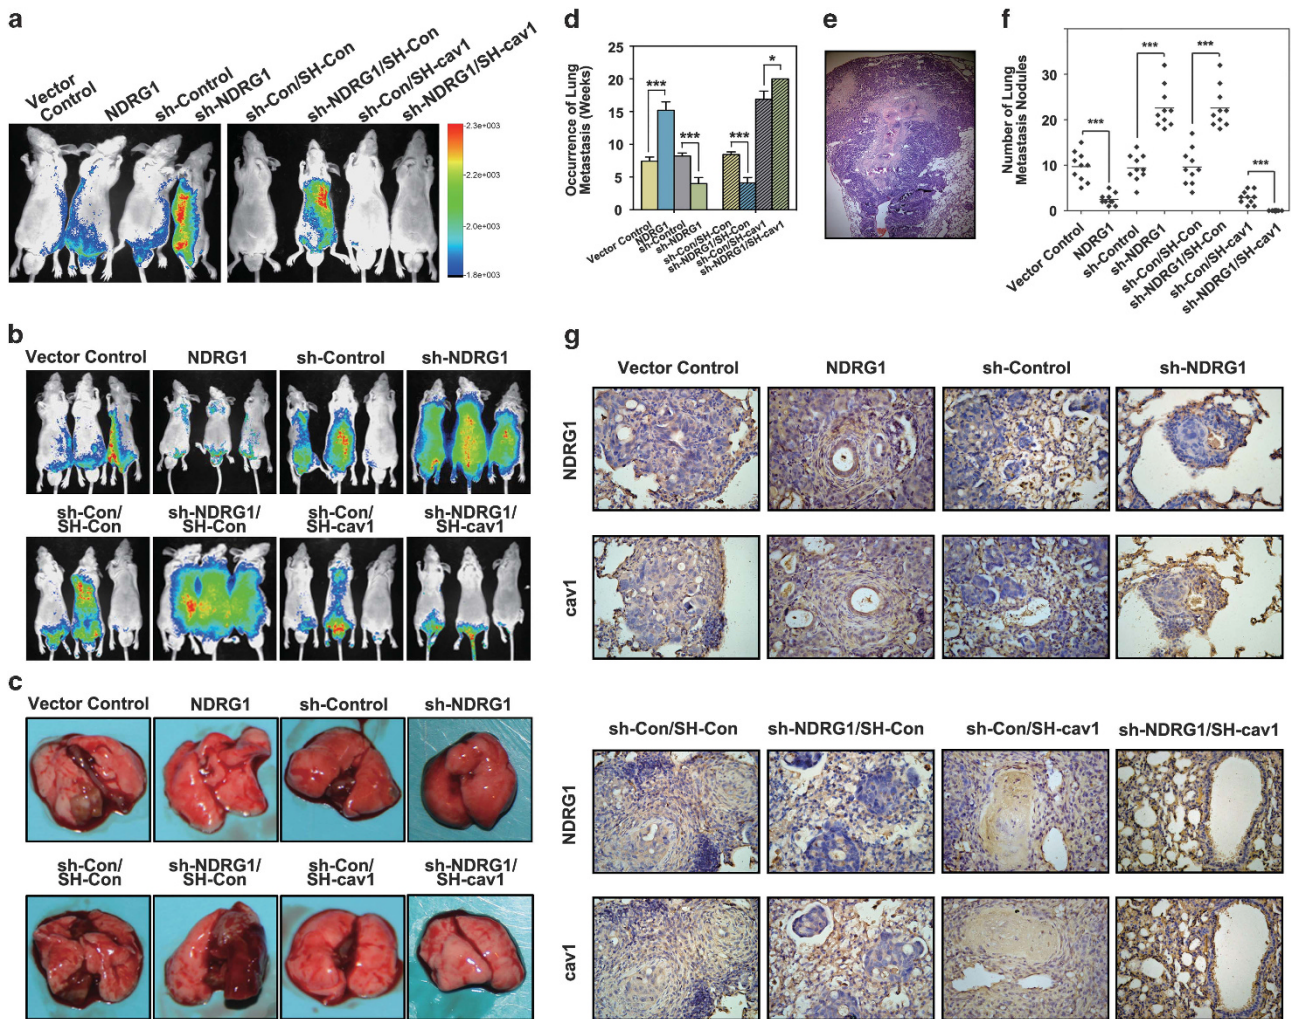 a
Vector
Control
NDRG1
sh-Control
sh-NDRG1
sh-Con/SH-Con
sh-NDRG1/SH-Con
sh-Con/SH-cav1
sh-NDRG1/SH-cav1
2.3e+003
2.2e+003
2.0e+003
1.8e+003
b
Vector Control NDRG1 sh-Control sh-NDRG1
sh-Con/ sh-NDRG1/ sh-Con/ sh-NDRG1/
SH-Con SH-Con SH-cav1 SH-cav1
c
Vector Control NDRG1 sh-Control sh-NDRG1
sh-Con/ sh-NDRG1/ sh-Con/ sh-NDRG1/
SH-Con SH-Con SH-cav1 SH-cav1
d
Occurrence of Lung
Metastasis (Weeks)
25
20
15
10
5
0
***
***
***
*
Vector Control
NDRG1
sh-Control
sh-NDRG1
sh-Con/SH-Con
sh-NDRG1/SH-Con
sh-Con/SH-cav1
sh-NDRG1/SH-cav1
e
f
Number of Lung
Metastasis Nodules
30
20
10
0
***
***
***
***
Vector Control
NDRG1
sh-Control
sh-NDRG1
sh-Con/SH-Con
sh-NDRG1/SH-Con
sh-Con/SH-cav1
sh-NDRG1/SH-cav1
g
Vector Control NDRG1 sh-Control sh-NDRG1
NDRG1
cav1
sh-Con/SH-Con sh-NDRG1/SH-Con sh-Con/SH-cav1 sh-NDRG1/SH-cav1
NDRG1
cav1